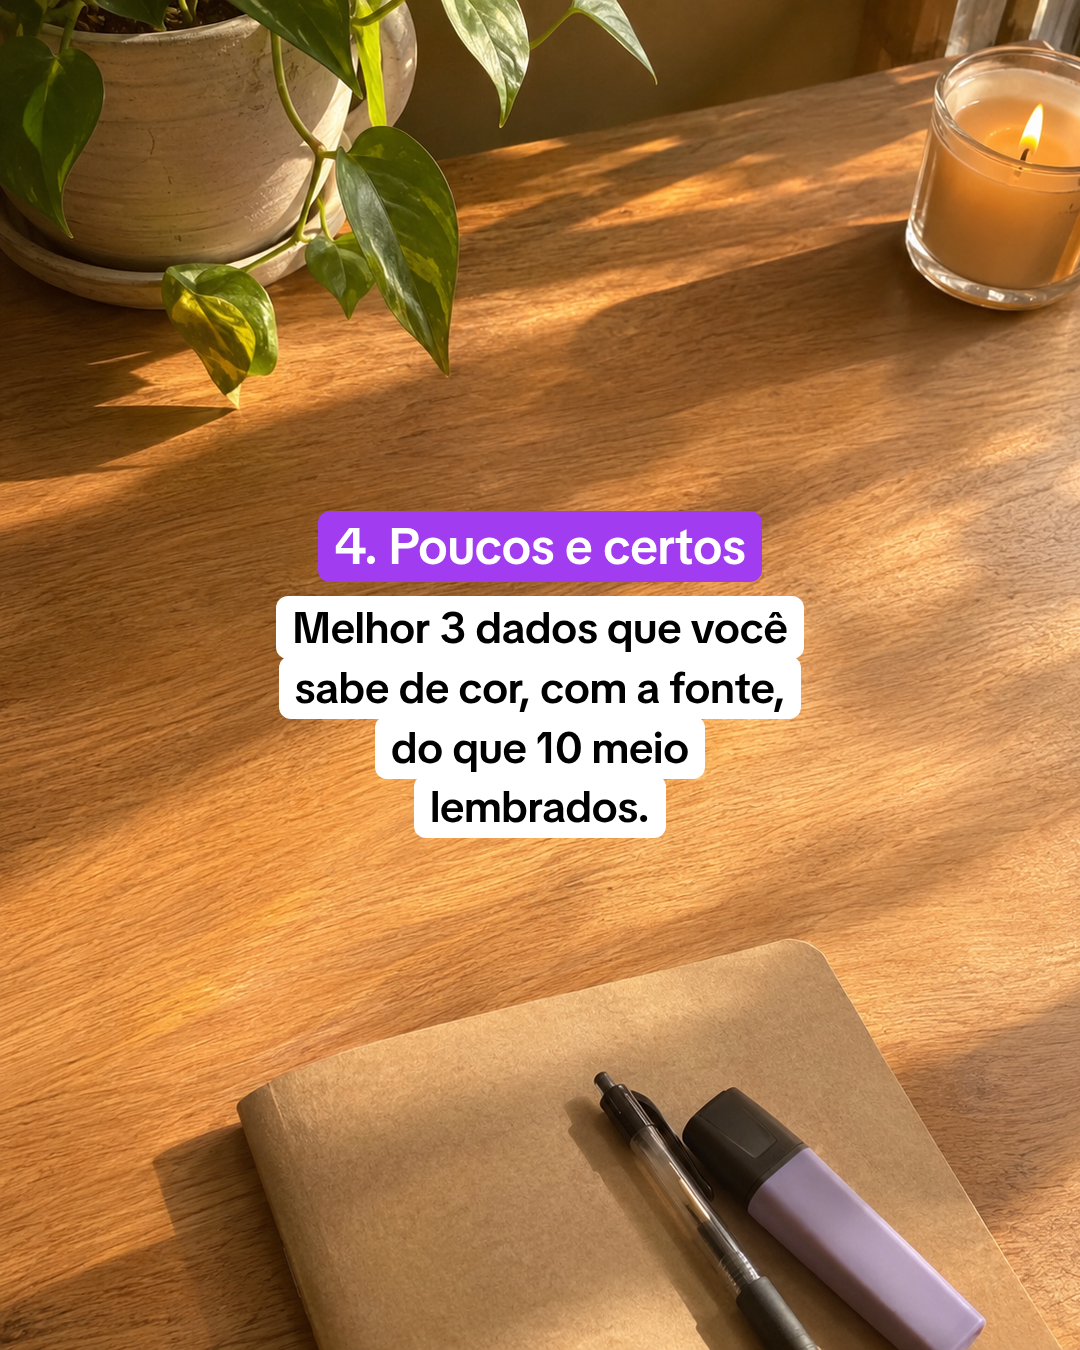 4. Poucos e certos
Melhor 3 dados que você
sabe de cor, com a fonte,
do que 10 meio
lembrados.